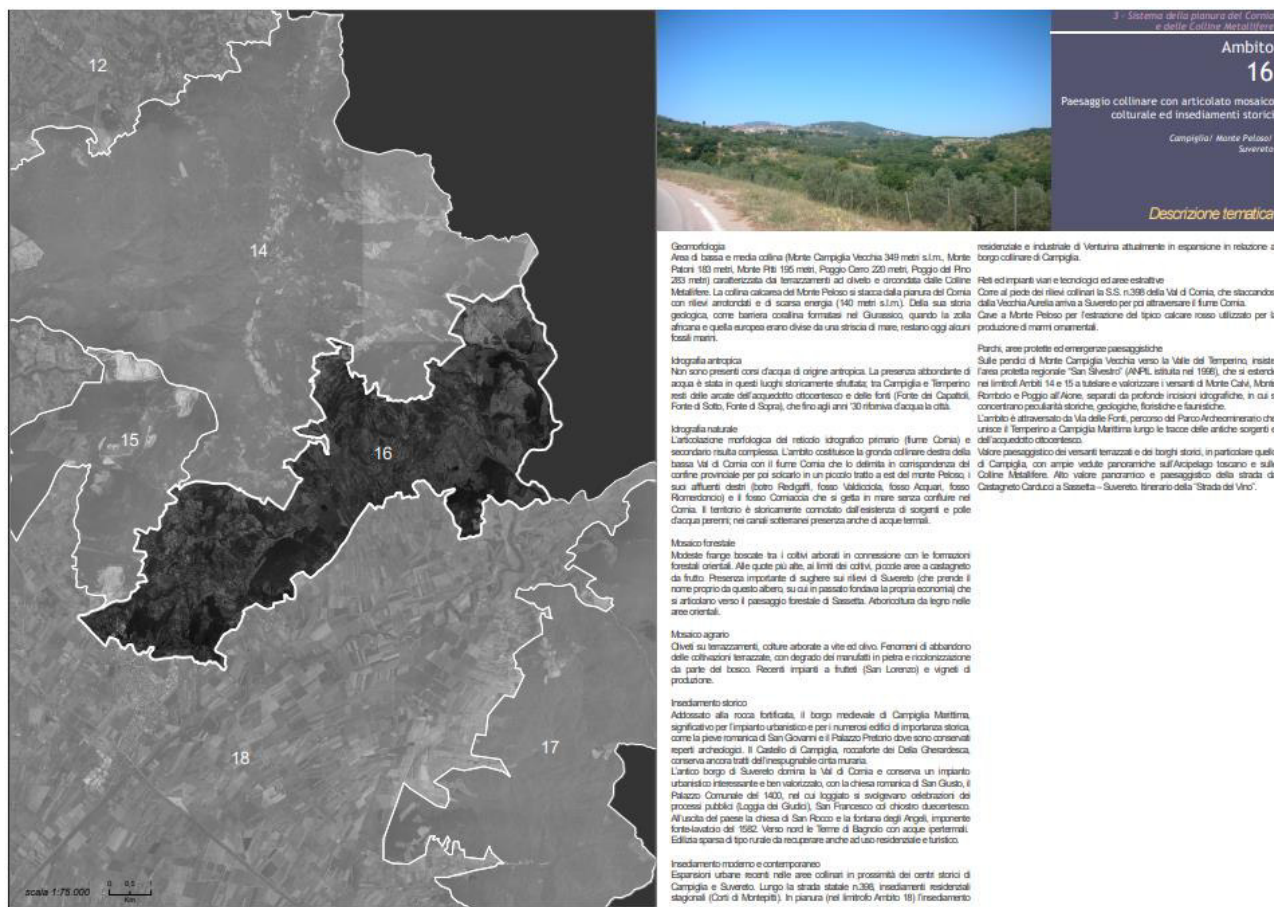 12
14
15
16
17
18
scala 1:75.000
0 0,5 1
Km
3 - Sistema della pianura del Cornia
e delle Colline Metallifere
Ambito
16
Paesaggio collinare con articolato mosaico
colturale ed insediamenti storici
Campiglia/ Monte Peloso/
Suvereto
Descrizione tematica
Geomorfologia
Area di bassa e media collina (Monte Campiglia Vecchia 349 metri s.l.m., Monte
Patoni 183 metri, Monte Pitti 195 metri, Poggio Cerro 220 metri, Poggio del Pino
283 metri) caratterizzata dai terrazzamenti ad oliveto e circondata dalle Colline
Metallifere. La collina calcarea del Monte Peloso si stacca dalla pianura del Cornia
con rilievi arrotondati e di scarsa energia (140 metri s.l.m.). Della sua storia
geologica, come barriera corallina formatasi nel Giurassico, quando la zolla
africana e quella europea erano divise da una striscia di mare, restano oggi alcuni
fossili marini.
Idrografia antropica
Non sono presenti corsi d'acqua di origine antropica. La presenza abbondante di
acqua è stata in questi luoghi storicamente sfruttata; tra Campiglia e Temperino
resti delle arcate dell'acquedotto ottocentesco e delle fonti (Fonte dei Capattoli,
Fonte di Sotto, Fonte di Sopra), che fino agli anni '30 riforniva d'acqua la città.
Idrografia naturale
L'articolazione morfologica del reticolo idrografico primario (fiume Cornia) e
secondario risulta complessa. L'ambito costituisce la gronda collinare destra della
bassa Val di Cornia con il fiume Cornia che lo delimita in corrispondenza del
confine provinciale per poi solcarlo in un piccolo tratto a est del monte Peloso, i
suoi affluenti destri (botro Redigaffi, fosso Valdicciola, fosso Acquari, fosso
Riomerdancio) e il fosso Corniaccia che si getta in mare senza confluire nel
Cornia. Il territorio è storicamente connotato dall'esistenza di sorgenti e polle
d'acqua perenni; nei canali sotterranei presenza anche di acque termali.
Mosaico forestale
Modeste frange boscate tra i coltivi arborati in connessione con le formazioni
forestali orientali. Alle quote più alte, ai limiti dei coltivi, piccole aree a castagneto
da frutto. Presenza importante di sughere sui rilievi di Suvereto (che prende il
nome proprio da questo albero, su cui in passato fondava la propria economia) che
si articolano verso il paesaggio forestale di Sassetta. Arboricoltura da legno nelle
aree orientali.
Mosaico agrario
Oliveti su terrazzamenti, colture arborate a vite ed olivo. Fenomeni di abbandono
delle coltivazioni terrazzate, con degrado dei manufatti in pietra e ricolonizzazione
da parte del bosco. Recenti impianti a frutteti (San Lorenzo) e vigneti di
produzione.
Insediamento storico
Addossato alla rocca fortificata, il borgo medievale di Campiglia Marittima,
significativo per l'impianto urbanistico e per i numerosi edifici di importanza storica,
come la pieve romanica di San Giovanni e il Palazzo Pretorio dove sono conservati
reperti archeologici. Il Castello di Campiglia, roccaforte dei Della Gherardesca,
conserva ancora tratti dell'inespugnabile cinta muraria.
L'antico borgo di Suvereto domina la Val di Cornia e conserva un impianto
urbanistico interessante e ben valorizzato, con la chiesa romanica di San Giusto, il
Palazzo Comunale del 1400, nel cui loggiato si svolgevano celebrazioni dei
processi pubblici (Loggia dei Giudici), San Francesco col chiostro duecentesco.
All'uscita del paese la chiesa di San Rocco e la fontana degli Angeli, imponente
fonte-lavatoio del 1582. Verso nord le Terme di Bagnolo con acque ipertermali.
Edilizia sparsa di tipo rurale da recuperare anche ad uso residenziale e turistico.
Insediamento moderno e contemporaneo
Espansioni urbane recenti nelle aree collinari in prossimità dei centri storici di
Campiglia e Suvereto. Lungo la strada statale n.398, insediamenti residenziali
stagionali (Corti di Montepitti). In pianura (nel limitrofo Ambito 18) l'insediamento
residenziale e industriale di Venturina attualmente in espansione in relazione a
borgo collinare di Campiglia.
Reti ed impianti viari e tecnologici ed aree estrattive
Corre al piede dei rilievi collinari la S.S. n.398 della Val di Cornia, che staccandos
dalla Vecchia Aurelia arriva a Suvereto per poi attraversare il fiume Cornia.
Cave a Monte Peloso per l'estrazione del tipico calcare rosso utilizzato per la
produzione di marmi ornamentali.
Parchi, aree protette ed emergenze paesaggistiche
Sulle pendici di Monte Campiglia Vecchia verso la Valle del Temperino, insiste
l'area protetta regionale "San Silvestro" (ANPIL istituita nel 1998), che si estende
nei limitrofi Ambiti 14 e 15 a tutelare e valorizzare i versanti di Monte Calvi, Monte
Rombolo e Poggio all'Aione, separati da profonde incisioni idrografiche, in cui s
concentrano peculiarità storiche, geologiche, floristiche e faunistiche.
L'ambito è attraversato da Via delle Fonti, percorso del Parco Archeominerario che
unisce il Temperino a Campiglia Marittima lungo le tracce delle antiche sorgenti e
dell'acquedotto ottocentesco.
Valore paesaggistico dei versanti terrazzati e dei borghi storici, in particolare quello
di Campiglia, con ampie vedute panoramiche sull'Arcipelago toscano e sulle
Colline Metallifere. Alto valore panoramico e paesaggistico della strada da
Castagneto Carducci a Sassetta – Suvereto. Itinerario della "Strada del Vino".